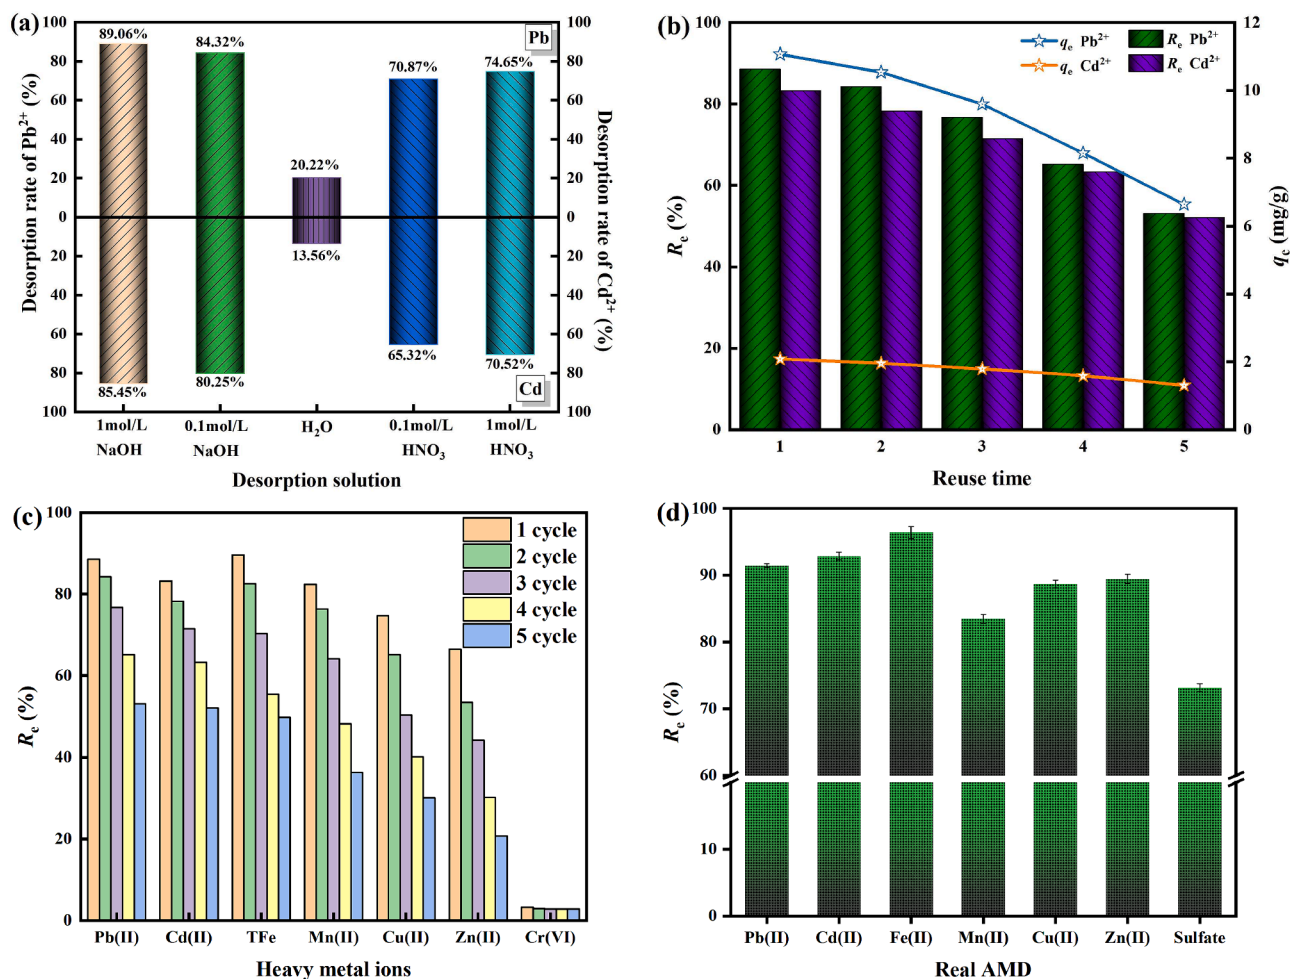 (a)
100
80
60
40
20
0
20
40
60
80
100
Desorption rate of Pb²⁺ (%)
89.06%
84.32%
20.22%
70.87%
74.65%
Pb
85.45%
80.25%
13.56%
65.32%
70.52%
Cd
100
80
60
40
20
0
20
40
60
80
100
Desorption rate of Cd²⁺ (%)
1mol/L
NaOH
0.1mol/L
NaOH
H₂O
0.1mol/L
HNO₃
1mol/L
HNO₃
Desorption solution
(b)
100
80
60
40
20
0
Rₑ (%)
qₑ Pb²⁺
qₑ Cd²⁺
Rₑ Pb²⁺
Rₑ Cd²⁺
12
10
8
6
4
2
0
qₑ (mg/g)
1 2 3 4 5
Reuse time
(c)
100
80
60
40
20
0
Rₑ (%)
1 cycle
2 cycle
3 cycle
4 cycle
5 cycle
Pb(II) Cd(II) TFe Mn(II) Cu(II) Zn(II) Cr(VI)
Heavy metal ions
(d)
100
90
80
70
60
10
0
Rₑ (%)
Pb(II) Cd(II) Fe(II) Mn(II) Cu(II) Zn(II) Sulfate
Real AMD